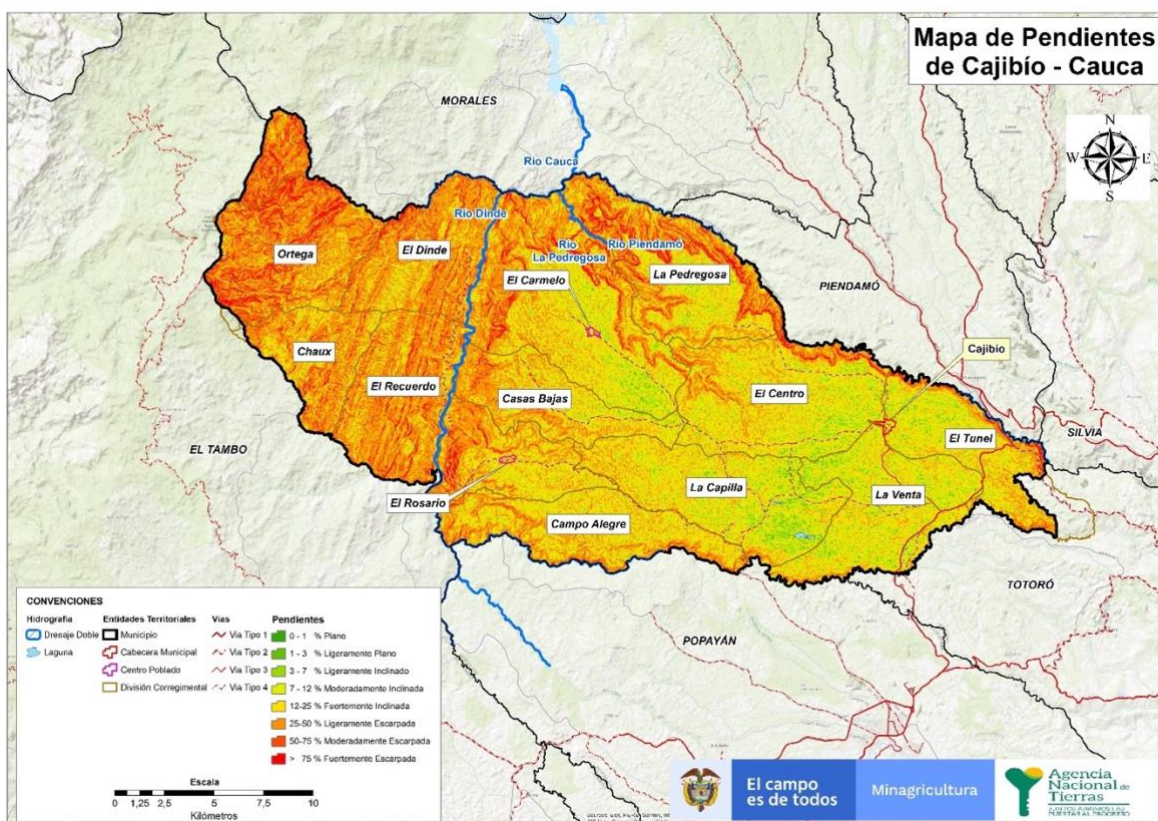 Mapa de Pendientes
de Cajibío - Cauca
N
W
E
S
MORALES
Río Cauca
Río Dinde
Río
La Pedregosa
Río Piendamó
Ortega
El Dinde
La Pedregosa
El Carmelo
PIENDAMÓ
Cajibio
Chaux
El Recuerdo
Casas Bajas
El Centro
El Tunel
SILVIA
EL TAMBO
El Rosario
La Capilla
La Venta
Campo Alegre
TOTORÓ
POPAYÁN
CONVENCIONES
Hidrografia
Drenaje Doble
Laguna
Entidades Territoriales
Municipio
Cabecera Municipal
Centro Poblado
División Corregimental
Vias
Via Tipo 1
Via Tipo 2
Via Tipo 3
Via Tipo 4
Pendientes
0 - 1 % Plano
1 - 3 % Ligeramente Plano
3 - 7 % Ligeramente Inclinado
7 - 12 % Moderadamente Inclinada
12-25 % Fuertemente Inclinada
25-50 % Ligeramente Escarpada
50-75 % Moderadamente Escarpada
> 75 % Fuertemente Escarpada
Escala
0 1,25 2,5 5 7,5 10
Kilómetros
El campo
es de todos
Minagricultura
Agencia
Nacional de
Tierras